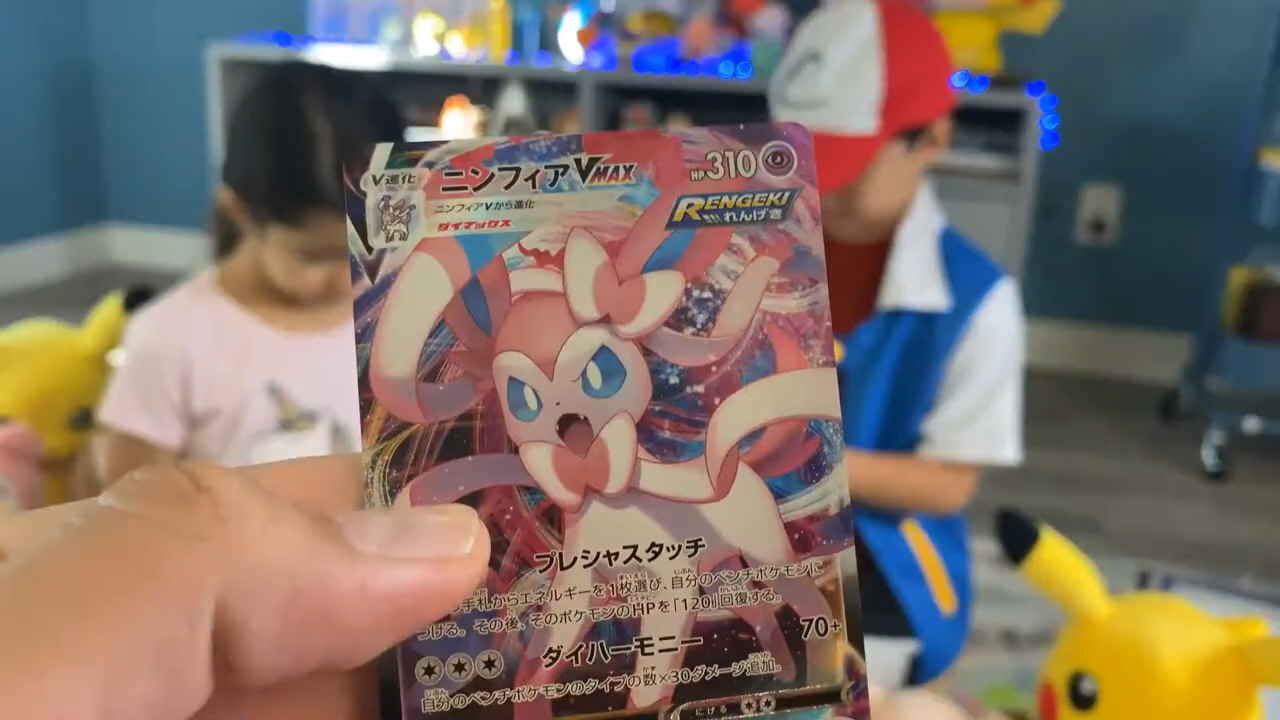 V進化
ニンフィアVMAX
HP 310
ニンフィアVから進化
ダイマックス
RENGEKI
れんげき
プレシャスタッチ
手札からエネルギーを1枚選び、自分のベンチポケモンに
つける。その後、そのポケモンのHPを「120」回復する。
ダイハーモニー 70+
自分のベンチポケモンのタイプの数×30ダメージ追加。
にげる